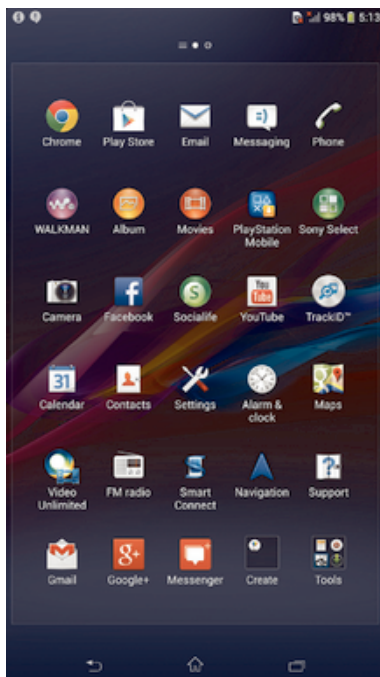 98% 5:13
Chrome Play Store Email Messaging Phone
WALKMAN Album Movies PlayStation Mobile Sony Select
Camera Facebook Socialife YouTube TrackID™
31
Calendar Contacts Settings Alarm & clock Maps
Video Unlimited FM radio Smart Connect Navigation Support
8+
Gmail Google+ Messenger Create Tools